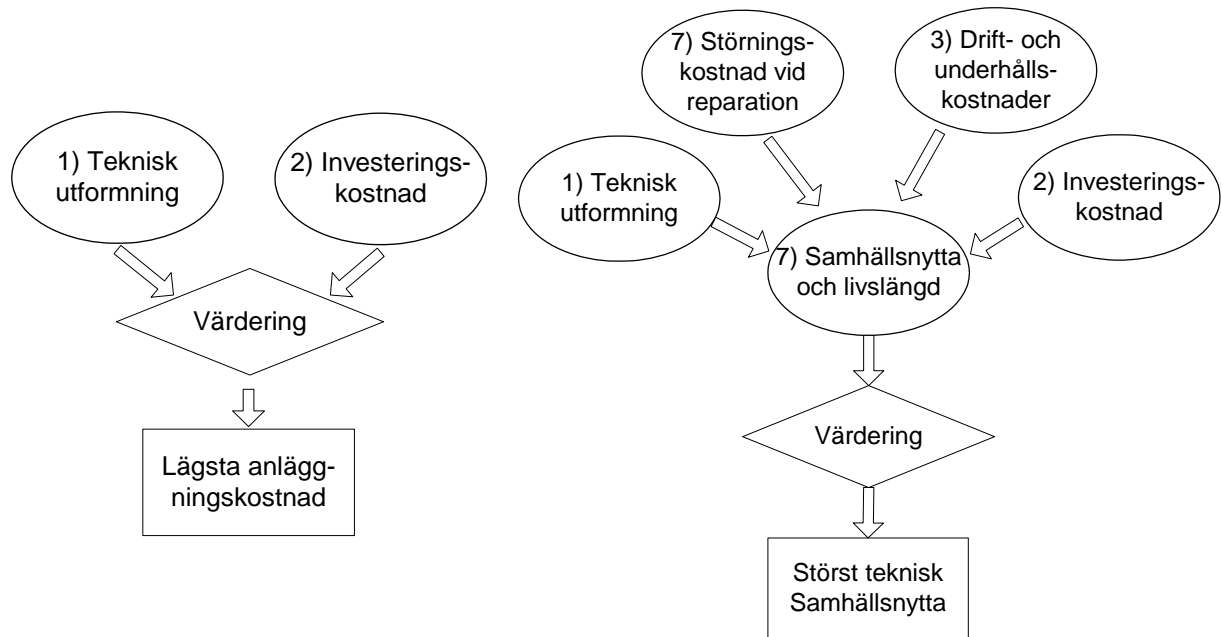 1) Teknisk
utformning
2) Investerings-
kostnad
Värdering
Lägsta anlägg-
ningskostnad
7) Störnings-
kostnad vid
reparation
3) Drift- och
underhålls-
kostnader
1) Teknisk
utformning
2) Investerings-
kostnad
7) Samhällsnytta
och livslängd
Värdering
Störst teknisk
Samhällsnytta